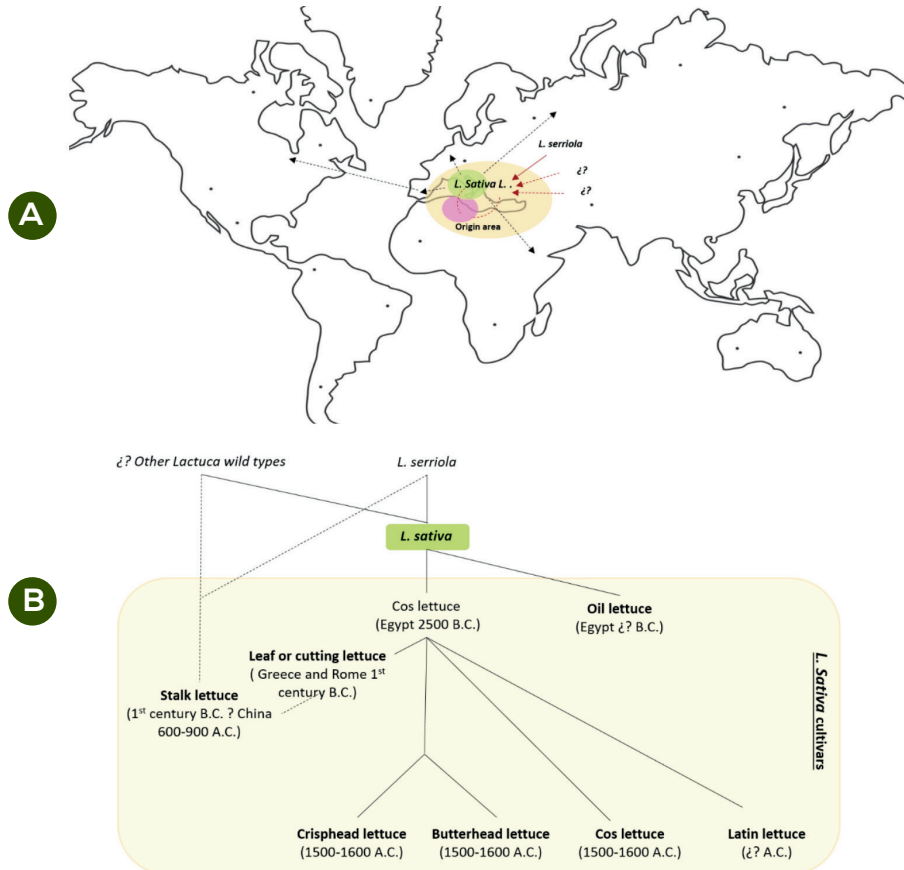 A
L. serriola
¿?
L. Sativa L. .
¿?
Origin area
B
¿? Other Lactuca wild types
L. serriola
L. sativa
Cos lettuce
(Egypt 2500 B.C.)
Oil lettuce
(Egypt ¿? B.C.)
Leaf or cutting lettuce
( Greece and Rome 1st
century B.C.)
Stalk lettuce
(1st century B.C. ? China
600-900 A.C.)
L. Sativa cultivars
Crisphead lettuce
(1500-1600 A.C.)
Butterhead lettuce
(1500-1600 A.C.)
Cos lettuce
(1500-1600 A.C.)
Latin lettuce
(¿? A.C.)